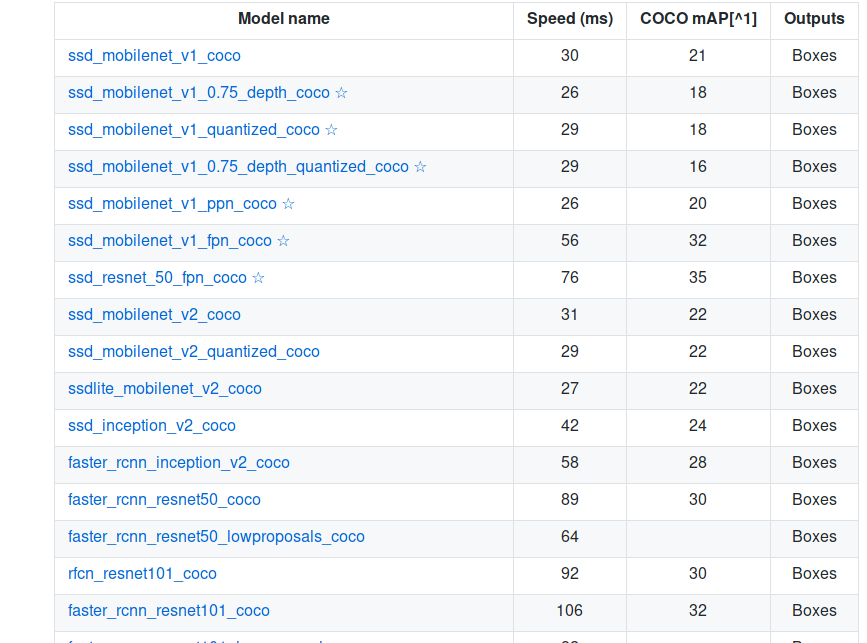 Model name Speed (ms) COCO mAP[^1] Outputs
ssd_mobilenet_v1_coco 30 21 Boxes
ssd_mobilenet_v1_0.75_depth_coco ☆ 26 18 Boxes
ssd_mobilenet_v1_quantized_coco ☆ 29 18 Boxes
ssd_mobilenet_v1_0.75_depth_quantized_coco ☆ 29 16 Boxes
ssd_mobilenet_v1_ppn_coco ☆ 26 20 Boxes
ssd_mobilenet_v1_fpn_coco ☆ 56 32 Boxes
ssd_resnet_50_fpn_coco ☆ 76 35 Boxes
ssd_mobilenet_v2_coco 31 22 Boxes
ssd_mobilenet_v2_quantized_coco 29 22 Boxes
ssdlite_mobilenet_v2_coco 27 22 Boxes
ssd_inception_v2_coco 42 24 Boxes
faster_rcnn_inception_v2_coco 58 28 Boxes
faster_rcnn_resnet50_coco 89 30 Boxes
faster_rcnn_resnet50_lowproposals_coco 64 Boxes
rfcn_resnet101_coco 92 30 Boxes
faster_rcnn_resnet101_coco 106 32 Boxes